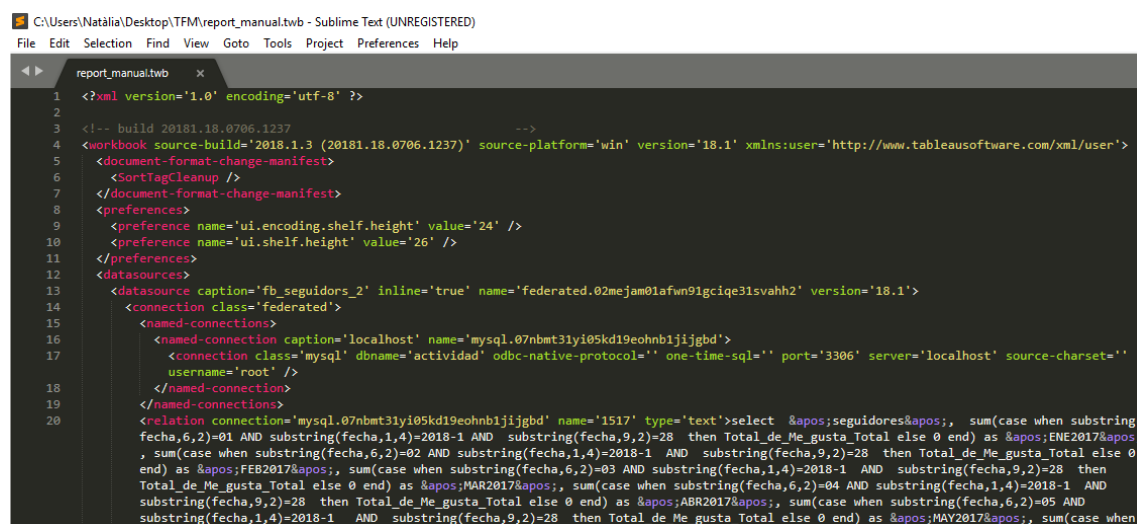 C:\Users\Natàlia\Desktop\TFM\report_manual.twb - Sublime Text (UNREGISTERED)
File Edit Selection Find View Goto Tools Project Preferences Help
report_manual.twb ×
1 <?xml version='1.0' encoding='utf-8' ?>
2
3 <!-- build 20181.18.0706.1237 -->
4 <workbook source-build='2018.1.3 (20181.18.0706.1237)' source-platform='win' version='18.1' xmlns:user='http://www.tableausoftware.com/xml/user'>
5 <document-format-change-manifest>
6 <SortTagCleanup />
7 </document-format-change-manifest>
8 <preferences>
9 <preference name='ui.encoding.shelf.height' value='24' />
10 <preference name='ui.shelf.height' value='26' />
11 </preferences>
12 <datasources>
13 <datasource caption='fb_seguidors_2' inline='true' name='federated.02mejam01afwn91gciqe31svahh2' version='18.1'>
14 <connection class='federated'>
15 <named-connections>
16 <named-connection caption='localhost' name='mysql.07nbmt31yi05kd19eohnb1jijgbd'>
17 <connection class='mysql' dbname='actividad' odbc-native-protocol='' one-time-sql='' port='3306' server='localhost' source-charset=''
username='root' />
18 </named-connection>
19 </named-connections>
20 <relation connection='mysql.07nbmt31yi05kd19eohnb1jijgbd' name='1517' type='text'>select &apos;seguidores&apos;, sum(case when substring
fecha,6,2)=01 AND substring(fecha,1,4)=2018-1 AND substring(fecha,9,2)=28 then Total_de_Me_gusta_Total else 0 end) as &apos;ENE2017&apos
, sum(case when substring(fecha,6,2)=02 AND substring(fecha,1,4)=2018-1 AND substring(fecha,9,2)=28 then Total_de_Me_gusta_Total else 0
end) as &apos;FEB2017&apos;, sum(case when substring(fecha,6,2)=03 AND substring(fecha,1,4)=2018-1 AND substring(fecha,9,2)=28 then
Total_de_Me_gusta_Total else 0 end) as &apos;MAR2017&apos;, sum(case when substring(fecha,6,2)=04 AND substring(fecha,1,4)=2018-1 AND
substring(fecha,9,2)=28 then Total_de_Me_gusta_Total else 0 end) as &apos;ABR2017&apos;, sum(case when substring(fecha,6,2)=05 AND
substring(fecha,1,4)=2018-1 AND substring(fecha,9,2)=28 then Total_de_Me_gusta_Total else 0 end) as &apos;MAY2017&apos;, sum(case when